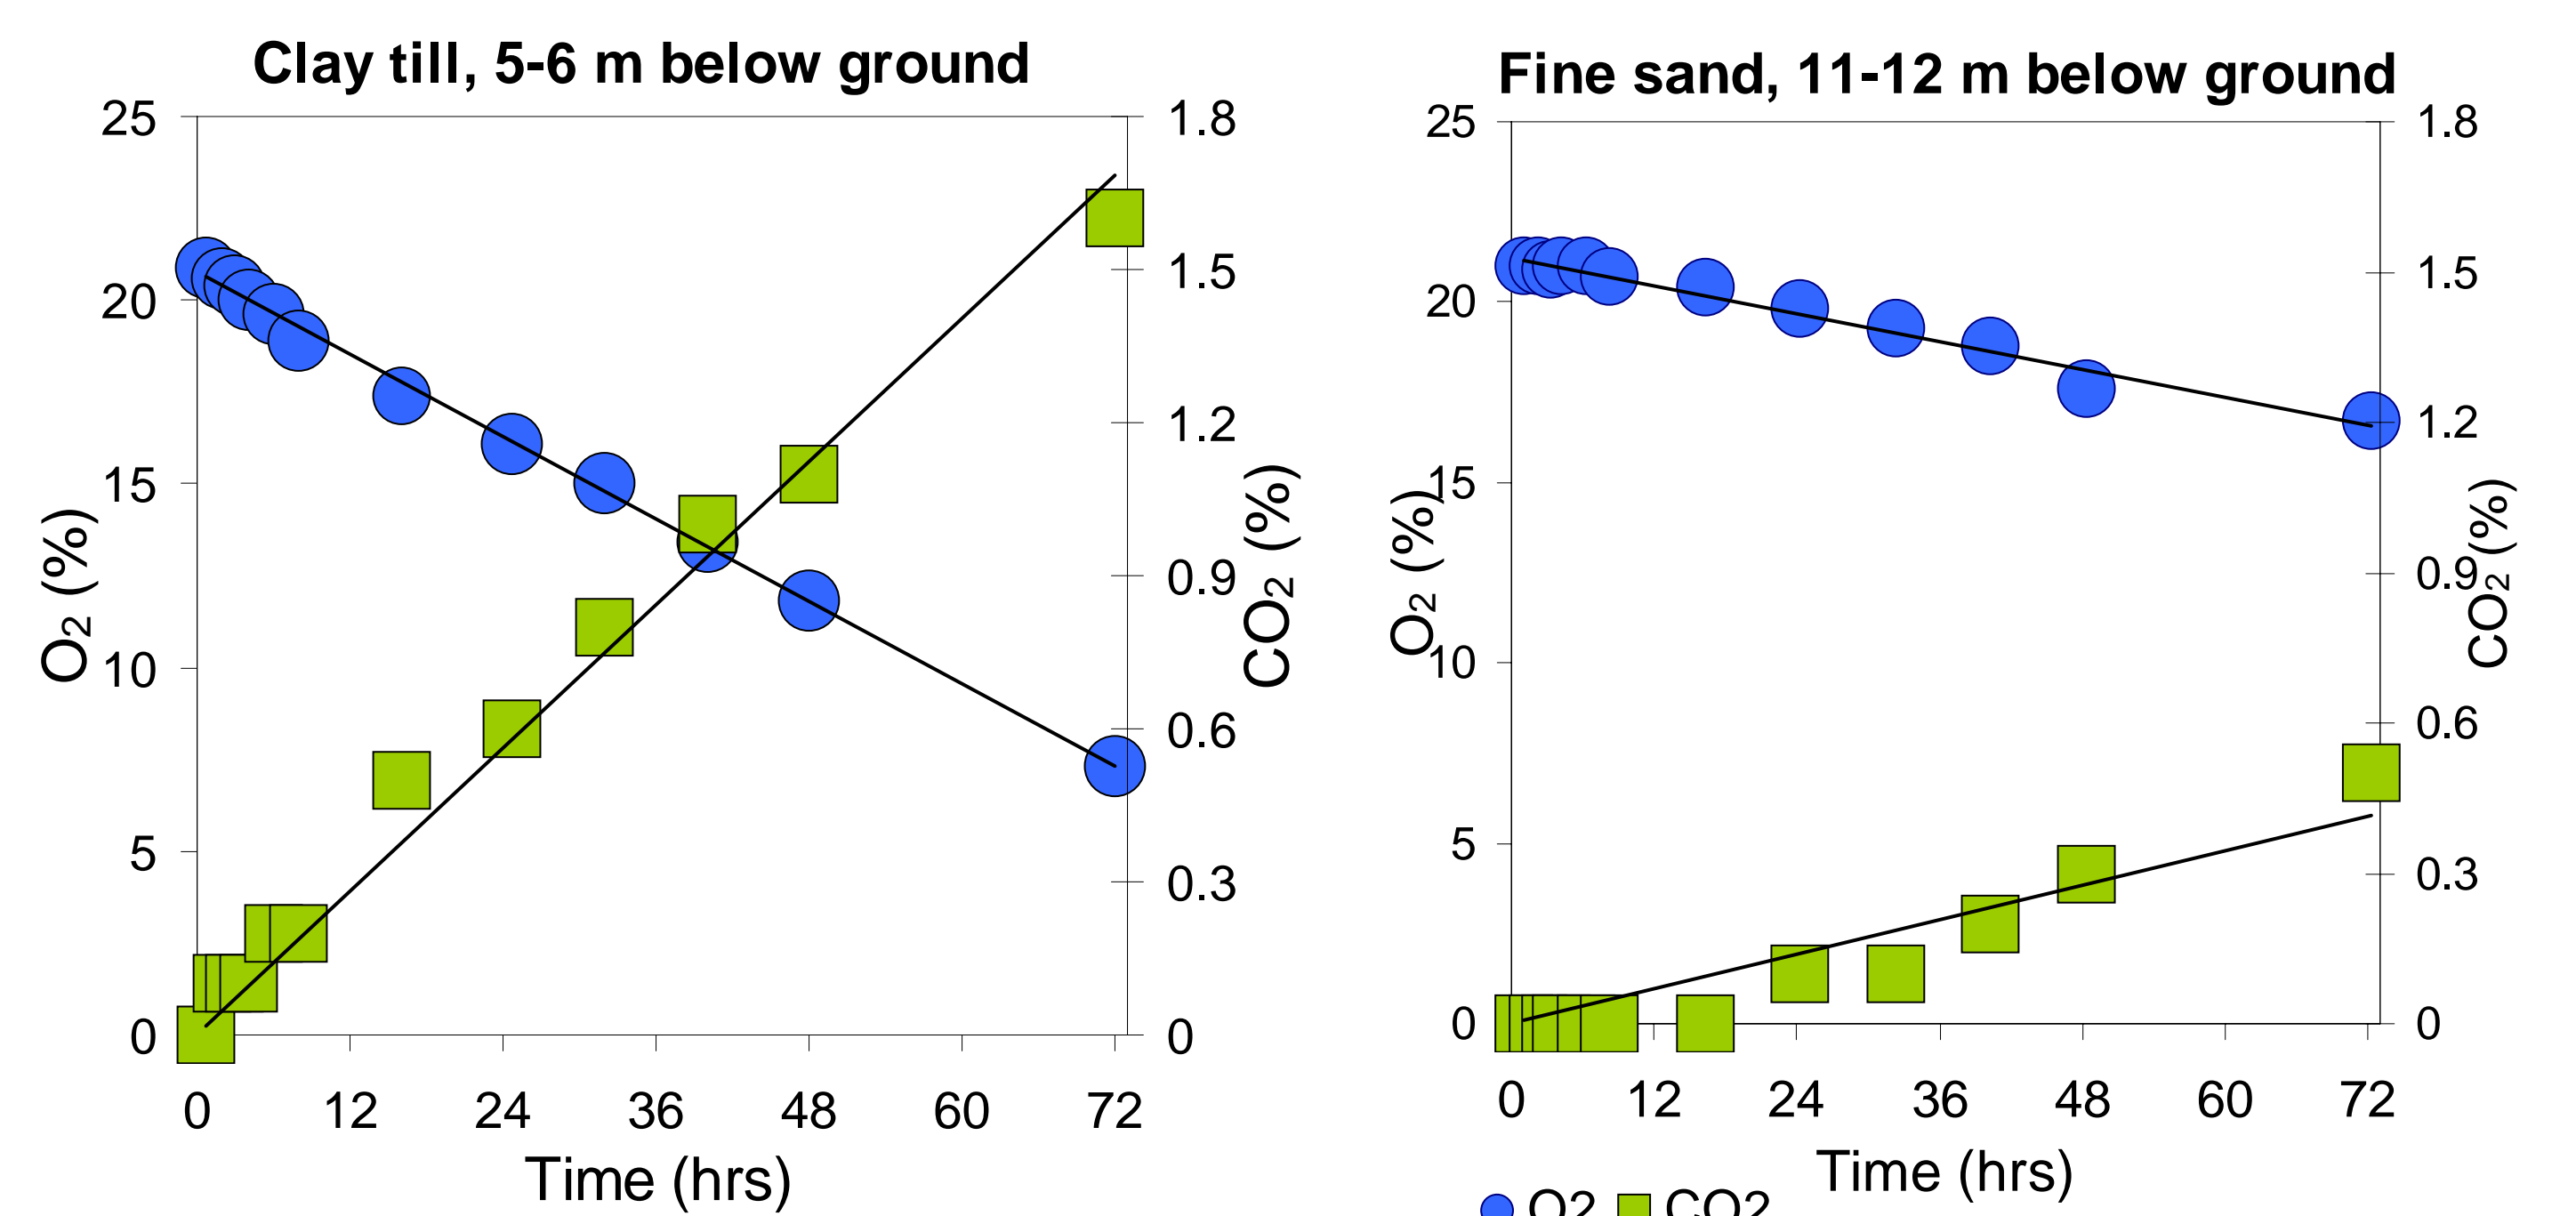 Clay till, 5-6 m below ground
25
20
15
10
5
0
O2 (%)
1.8
1.5
1.2
0.9
0.6
0.3
0
CO2 (%)
0 12 24 36 48 60 72
Time (hrs)
Fine sand, 11-12 m below ground
25
20
15
10
5
0
O2 (%)
1.8
1.5
1.2
0.9
0.6
0.3
0
CO2 (%)
0 12 24 36 48 60 72
Time (hrs)
O2 CO2